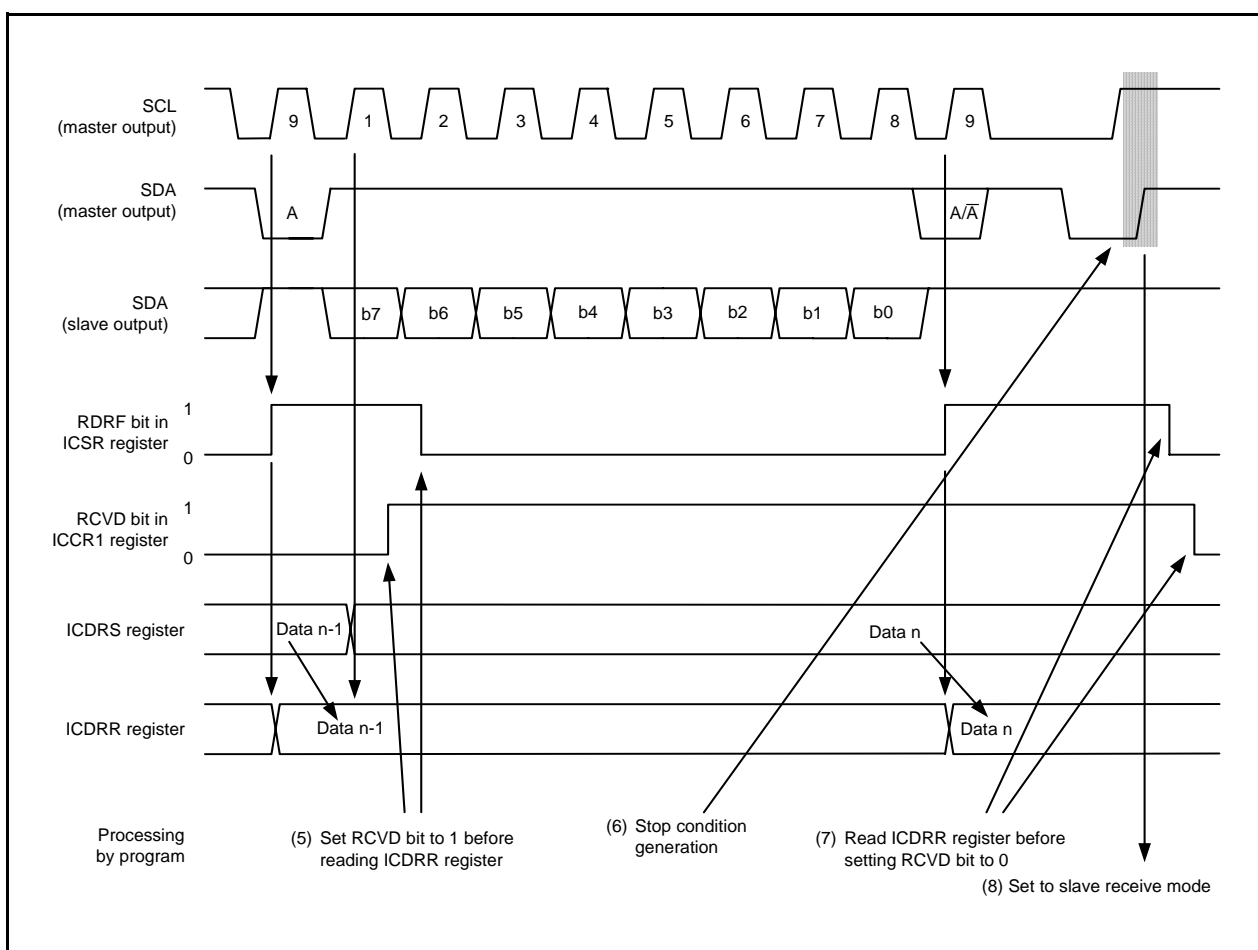 SCL
(master output)
9 1 2 3 4 5 6 7 8 9
SDA
(master output)
A A/A̅
SDA
(slave output)
b7 b6 b5 b4 b3 b2 b1 b0
RDRF bit in
ICSR register
1
0
RCVD bit in
ICCR1 register
1
0
ICDRS register
Data n-1 Data n
ICDRR register
Data n-1 Data n
Processing
by program
(5) Set RCVD bit to 1 before
reading ICDRR register
(6) Stop condition
generation
(7) Read ICDRR register before
setting RCVD bit to 0
(8) Set to slave receive mode